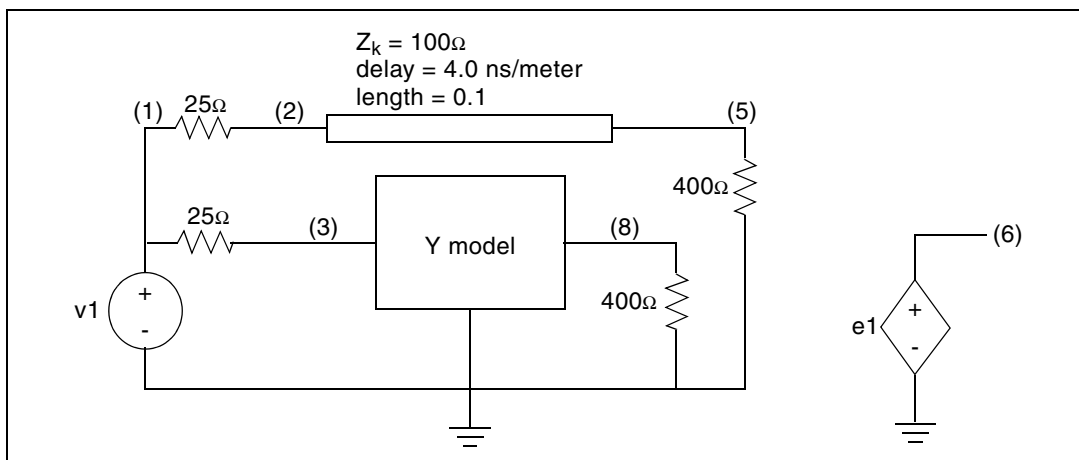 Zk = 100Ω
delay = 4.0 ns/meter
length = 0.1
(1)
25Ω
(2)
(5)
400Ω
25Ω
(3)
Y model
(8)
(6)
400Ω
v1
+
-
e1
+
-